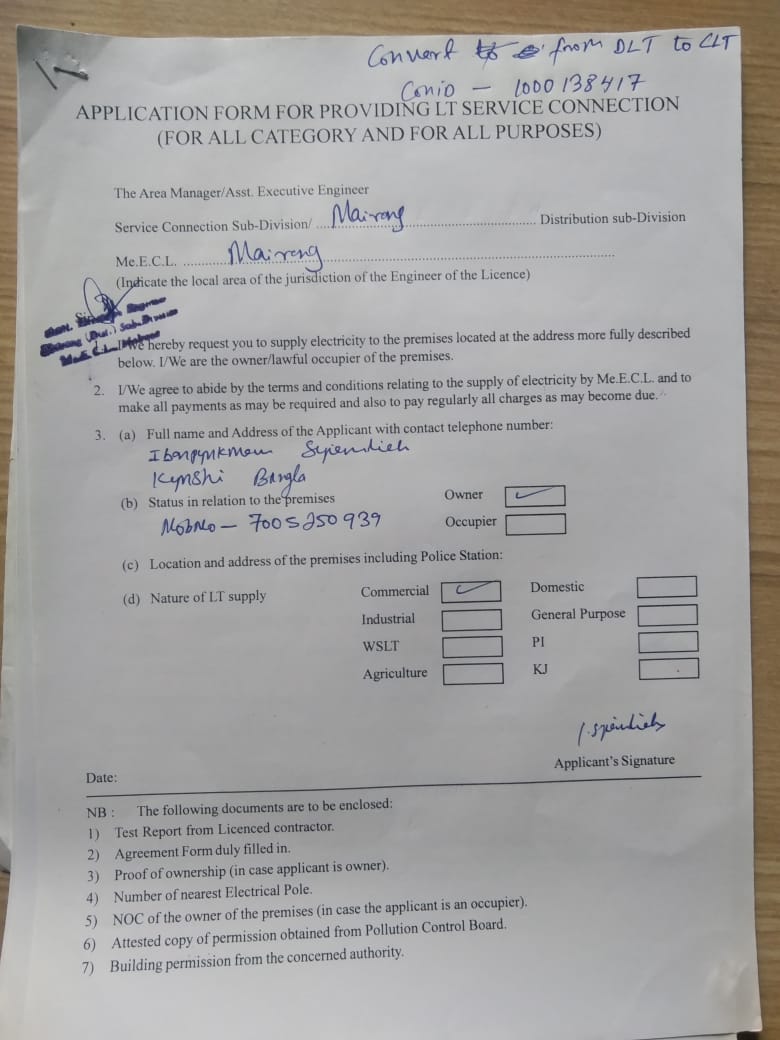 Convert from DLT to CLT
Con io – 1000138417
APPLICATION FORM FOR PROVIDING LT SERVICE CONNECTION
(FOR ALL CATEGORY AND FOR ALL PURPOSES)
The Area Manager/Asst. Executive Engineer
Service Connection Sub-Division/ ...Mairang... Distribution sub-Division
Me.E.C.L. ...Mairang...
(Indicate the local area of the jurisdiction of the Engineer of the Licence)
I/We hereby request you to supply electricity to the premises located at the address more fully described
below. I/We are the owner/lawful occupier of the premises.
2. I/We agree to abide by the terms and conditions relating to the supply of electricity by Me.E.C.L. and to
make all payments as may be required and also to pay regularly all charges as may become due.
3. (a) Full name and Address of the Applicant with contact telephone number:
Syiemlieh
Kynshi Bangla
(b) Status in relation to the premises Owner
Mob No – 7005250939 Occupier
(c) Location and address of the premises including Police Station:
(d) Nature of LT supply Commercial Domestic
Industrial General Purpose
WSLT PI
Agriculture KJ
Applicant's Signature
Date:
NB : The following documents are to be enclosed:
1) Test Report from Licenced contractor.
2) Agreement Form duly filled in.
3) Proof of ownership (in case applicant is owner).
4) Number of nearest Electrical Pole.
5) NOC of the owner of the premises (in case the applicant is an occupier).
6) Attested copy of permission obtained from Pollution Control Board.
7) Building permission from the concerned authority.